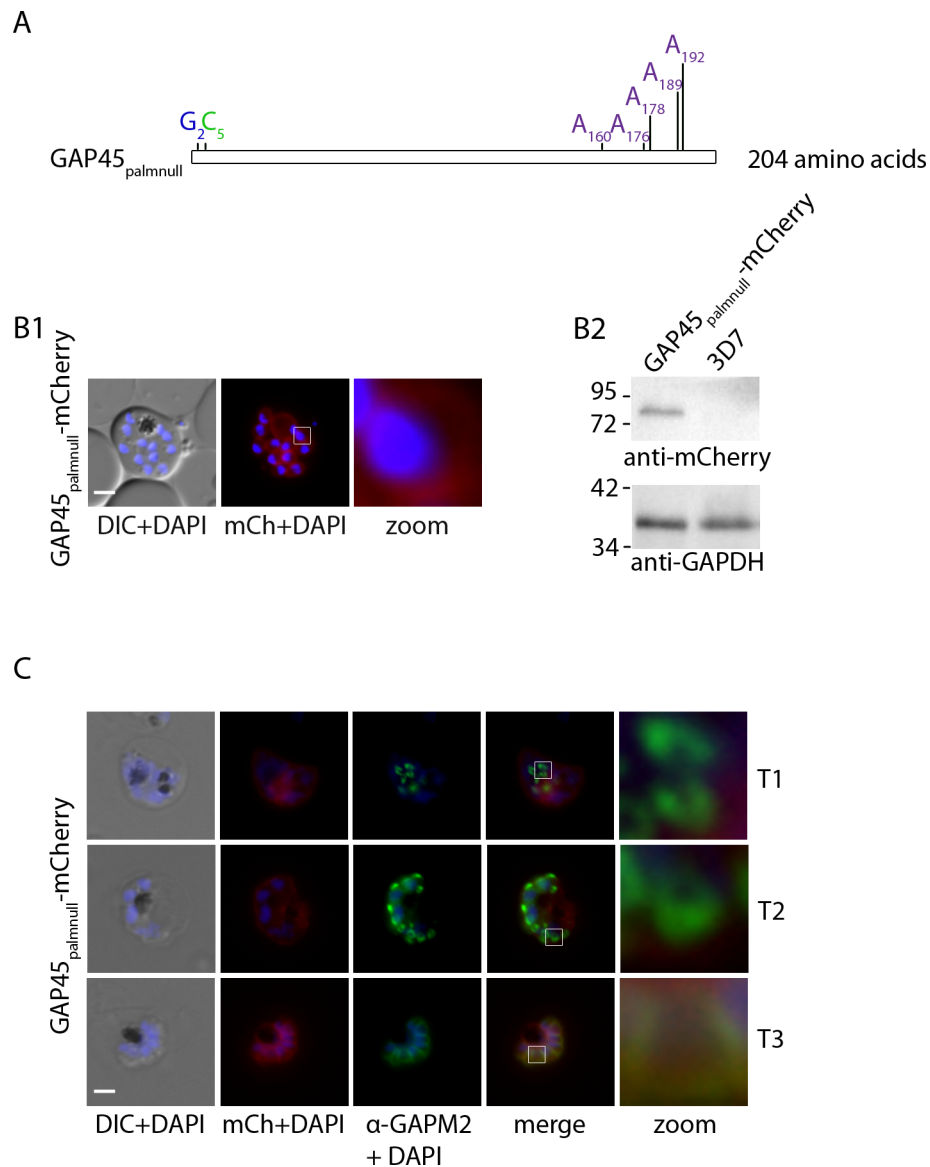 A
A192
A189
A178
A160 A176
G2 C5
GAP45palmnull
204 amino acids
B1
GAP45palmnull-mCherry
DIC+DAPI
mCh+DAPI
zoom
B2
GAP45palmnull-mCherry
3D7
95
72
anti-mCherry
42
34
anti-GAPDH
C
GAP45palmnull-mCherry
T1
T2
T3
DIC+DAPI
mCh+DAPI
α-GAPM2
+ DAPI
merge
zoom